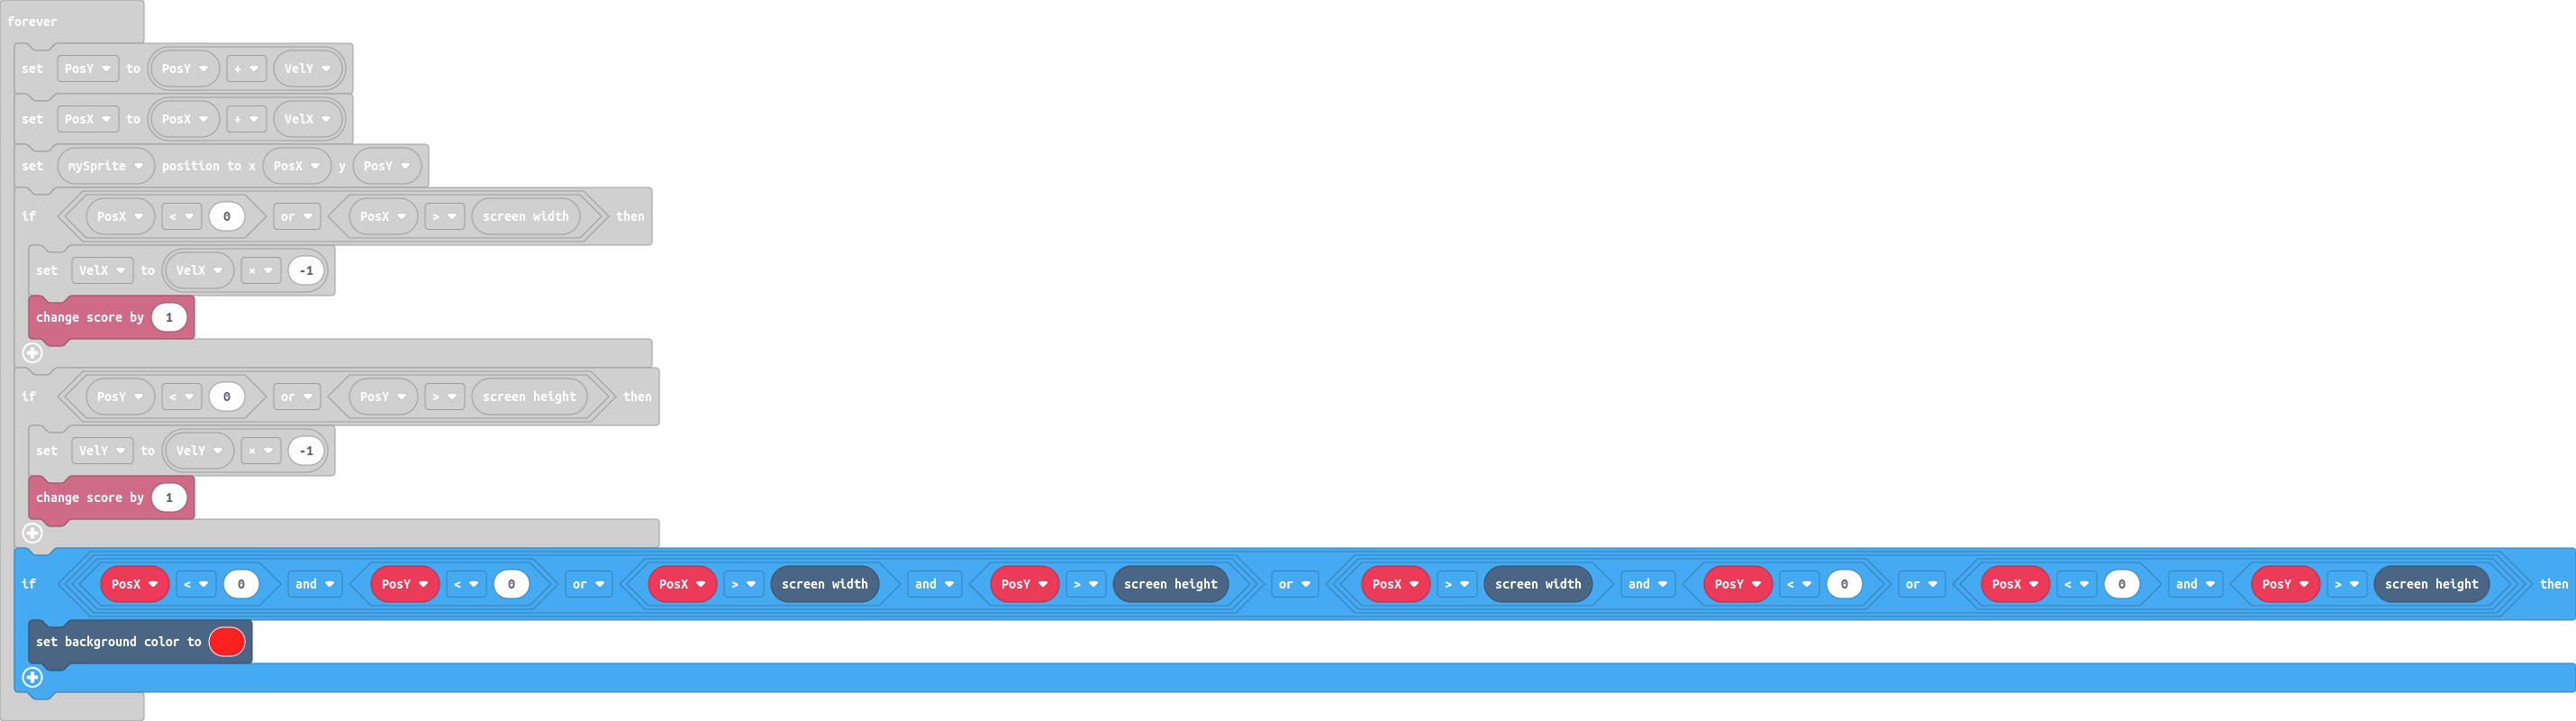 forever
set PosY to PosY + VelY
set PosX to PosX + VelX
set mySprite position to x PosX y PosY
if PosX < 0 or PosX > screen width then
set VelX to VelX × -1
change score by 1
if PosY < 0 or PosY > screen height then
set VelY to VelY × -1
change score by 1
if PosX < 0 and PosY < 0 or PosX > screen width and PosY > screen height or PosX > screen width and PosY < 0 or PosX < 0 and PosY > screen height then
set background color to